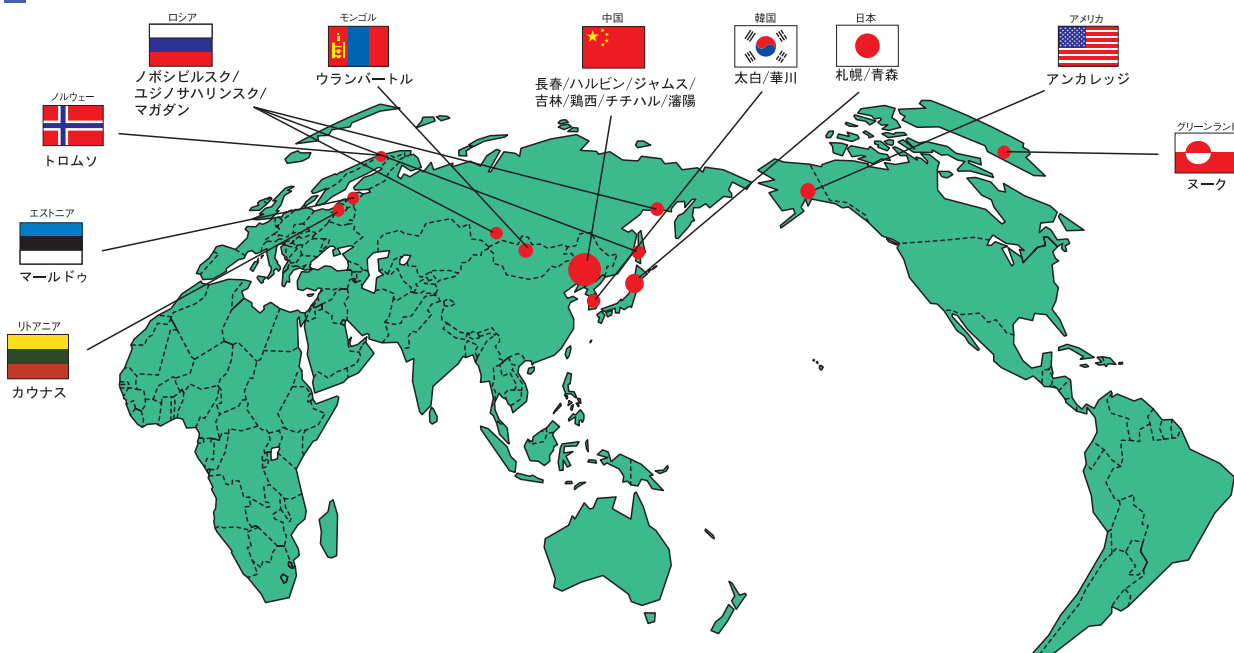 ロシア
ノボシビルスク/
ユジノサハリンスク/
マガダン
モンゴル
ウランバートル
中国
長春/ハルビン/ジャムス/
吉林/鶏西/チチハル/瀋陽
韓国
太白/華川
日本
札幌/青森
アメリカ
アンカレッジ
グリーンランド
ヌーク
ノルウェー
トロムソ
エストニア
マールドゥ
リトアニア
カウナス